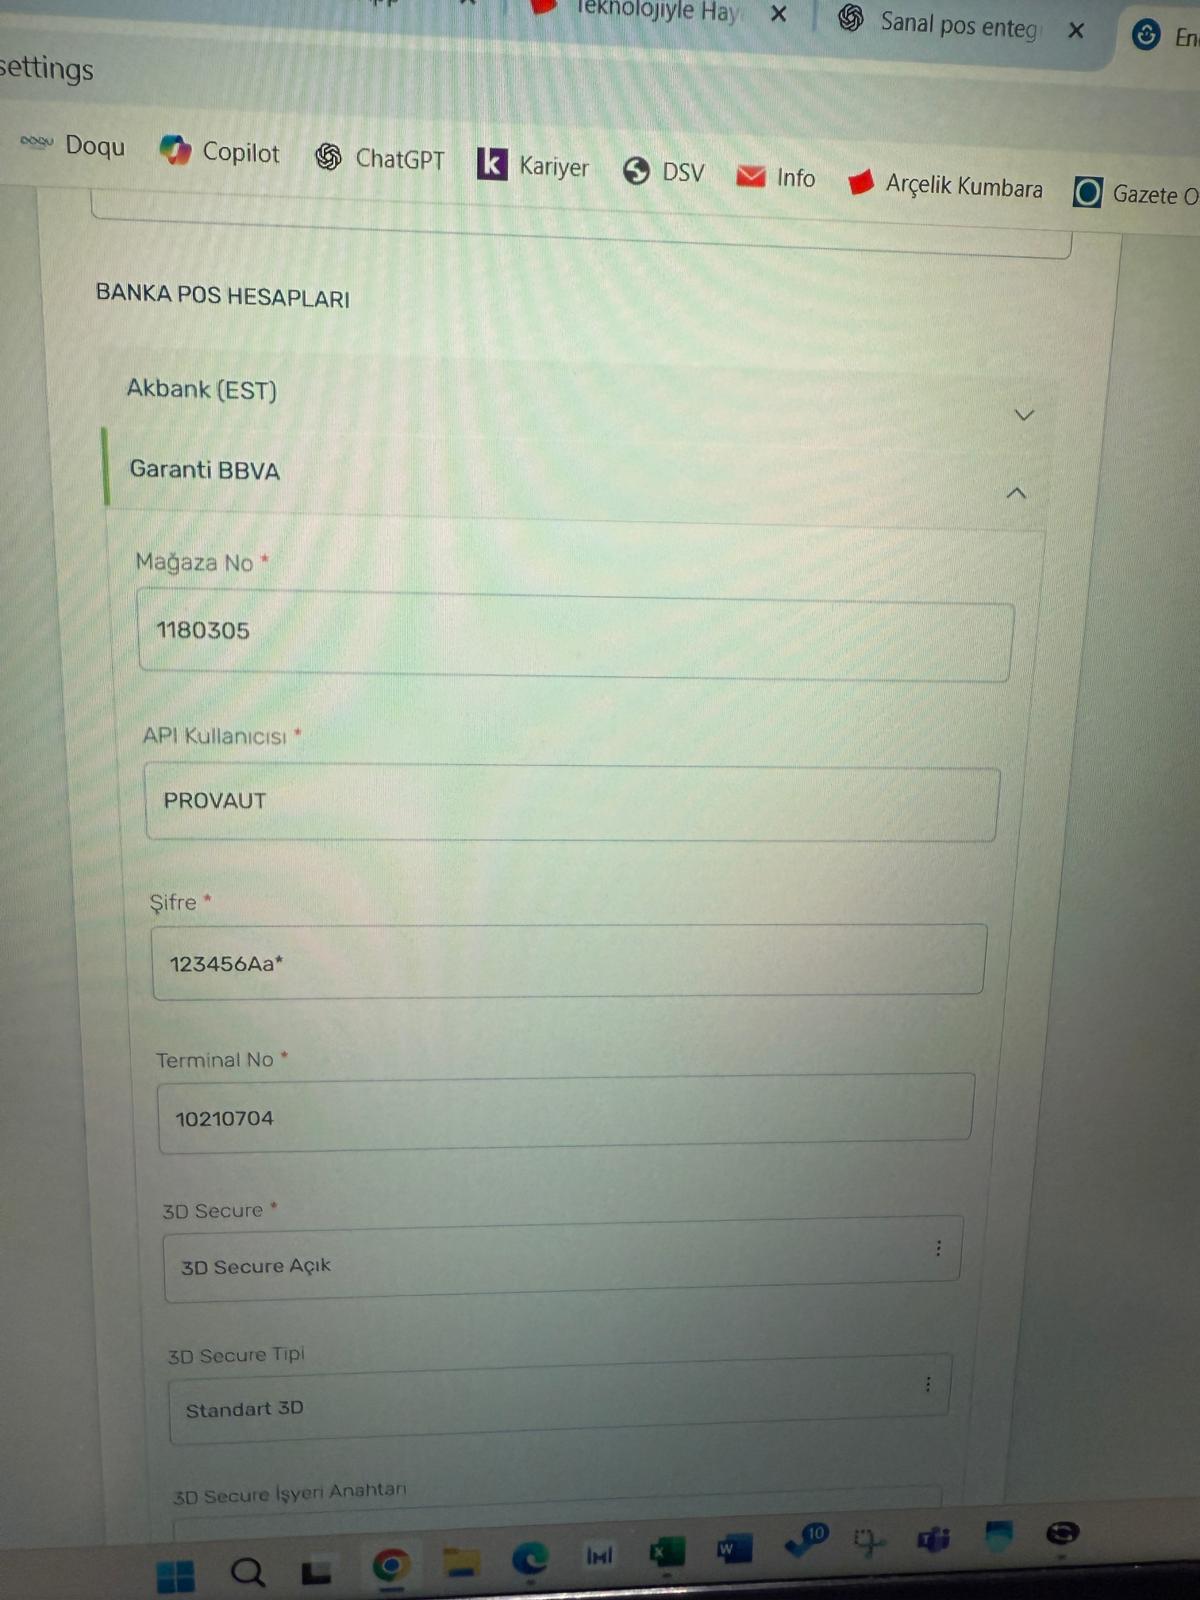 Teknolojiyle Hay
Sanal pos enteg
settings
Doqu
Copilot
ChatGPT
Kariyer
DSV
Info
Arçelik Kumbara
Gazete O
BANKA POS HESAPLARI
Akbank (EST)
Garanti BBVA
Mağaza No *
1180305
API Kullanıcısı *
PROVAUT
Şifre *
123456Aa*
Terminal No *
10210704
3D Secure *
3D Secure Açık
3D Secure Tipi
Standart 3D
3D Secure İşyeri Anahtarı
10